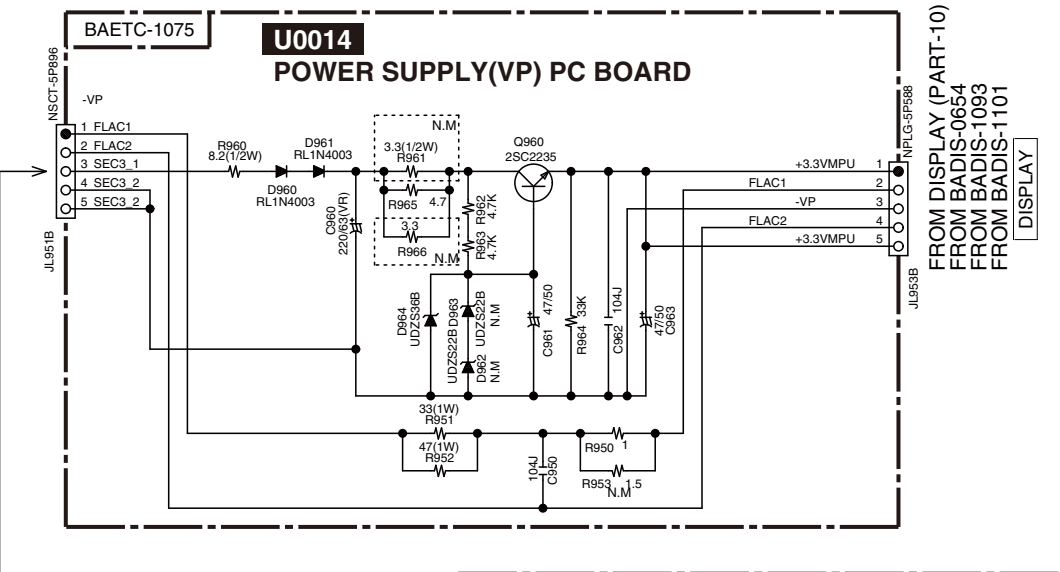 BAETC-1075
U0014
POWER SUPPLY(VP) PC BOARD
NSCT-5P896
-VP
1 FLAC1
2 FLAC2
3 SEC3_1
4 SEC3_2
5 SEC3_2
JL951B
R960
8.2(1/2W)
D961
RL1N4003
D960
RL1N4003
C960
220/63(VR)
N.M
3.3(1/2W)
R961
R965
4.7
3.3
R966
N.M
R962
4.7K
R963
4.7K
Q960
2SC2235
D964
UDZS36B
D963
UDZS22B
N.M
UDZS22B
D962
N.M
C961
47/50
R964
33K
C962
104J
47/50
C963
33(1W)
R951
47(1W)
R952
104J
C950
R950
1
R953
1.5
N.M
NPLG-5P588
+3.3VMPU 1
FLAC1 2
-VP 3
FLAC2 4
+3.3VMPU 5
JL953B
FROM DISPLAY (PART-10)
FROM BADIS-0654
FROM BADIS-1093
FROM BADIS-1101
DISPLAY